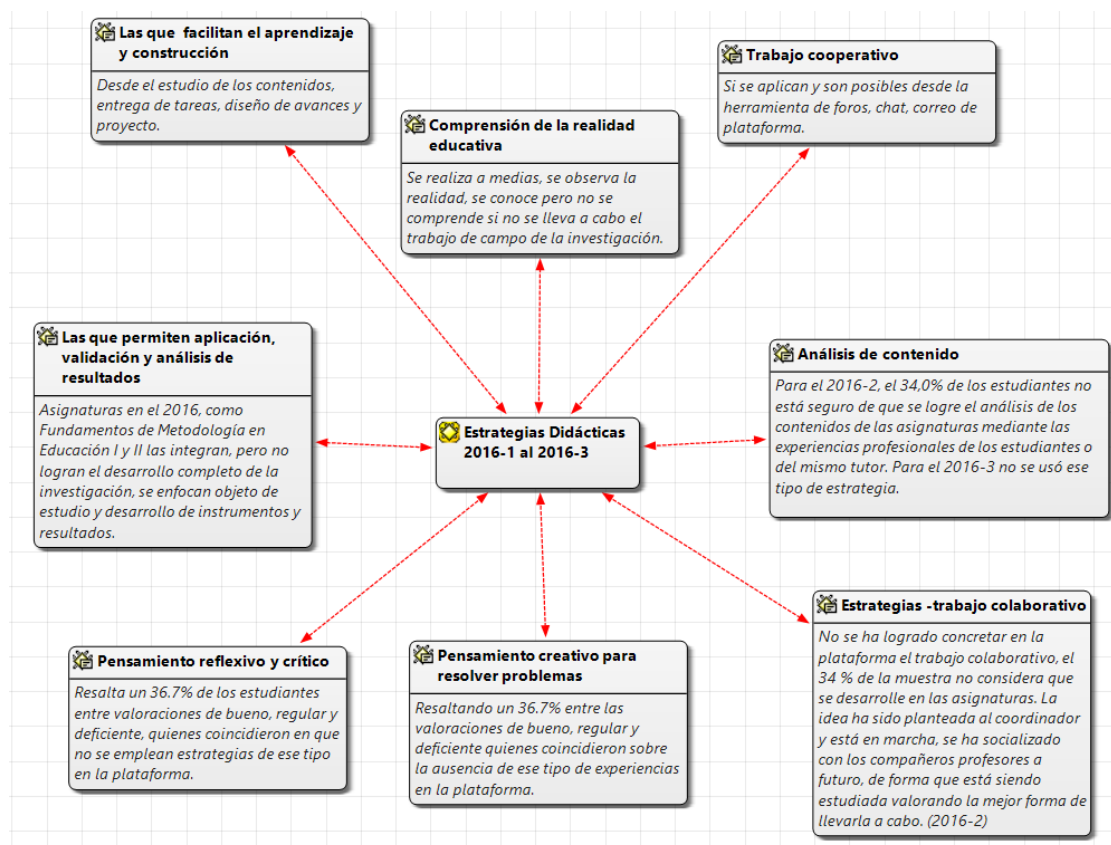 Las que facilitan el aprendizaje
y construcción
Desde el estudio de los contenidos,
entrega de tareas, diseño de avances y
proyecto.
Trabajo cooperativo
Si se aplican y son posibles desde la
herramienta de foros, chat, correo de
plataforma.
Comprensión de la realidad
educativa
Se realiza a medias, se observa la
realidad, se conoce pero no se
comprende si no se lleva a cabo el
trabajo de campo de la investigación.
Las que permiten aplicación,
validación y análisis de
resultados
Asignaturas en el 2016, como
Fundamentos de Metodología en
Educación I y II las integran, pero no
logran el desarrollo completo de la
investigación, se enfocan objeto de
estudio y desarrollo de instrumentos y
resultados.
Estrategias Didácticas
2016-1 al 2016-3
Análisis de contenido
Para el 2016-2, el 34,0% de los estudiantes no
está seguro de que se logre el análisis de los
contenidos de las asignaturas mediante las
experiencias profesionales de los estudiantes o
del mismo tutor. Para el 2016-3 no se usó ese
tipo de estrategia.
Pensamiento reflexivo y crítico
Resalta un 36.7% de los estudiantes
entre valoraciones de bueno, regular y
deficiente, quienes coincidieron en que
no se emplean estrategias de ese tipo
en la plataforma.
Pensamiento creativo para
resolver problemas
Resaltando un 36.7% entre las
valoraciones de bueno, regular y
deficiente quienes coincidieron sobre
la ausencia de ese tipo de experiencias
en la plataforma.
Estrategias -trabajo colaborativo
No se ha logrado concretar en la
plataforma el trabajo colaborativo, el
34 % de la muestra no considera que
se desarrolle en las asignaturas. La
idea ha sido planteada al coordinador
y está en marcha, se ha socializado
con los compañeros profesores a
futuro, de forma que está siendo
estudiada valorando la mejor forma de
llevarla a cabo. (2016-2)